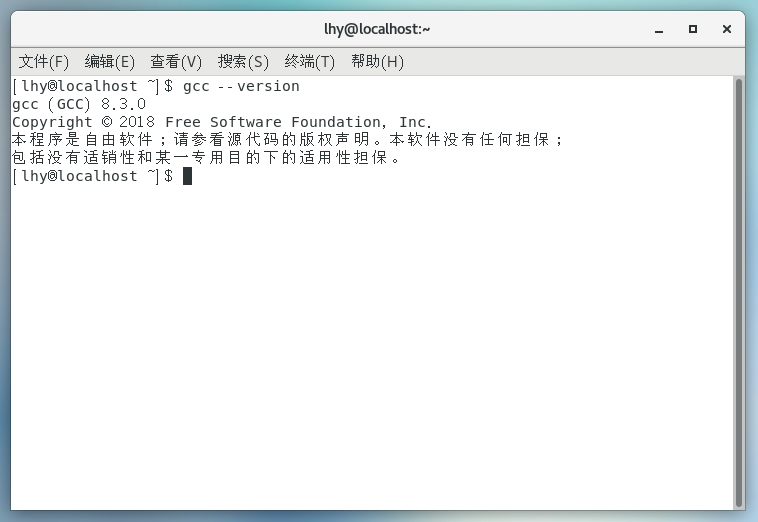 lhy@localhost:~
文件(F) 编辑(E) 查看(V) 搜索(S) 终端(T) 帮助(H)
[lhy@localhost ~]$ gcc --version
gcc (GCC) 8.3.0
Copyright © 2018 Free Software Foundation, Inc.
本程序是自由软件；请参看源代码的版权声明。本软件没有任何担保；
包括没有适销性和某一专用目的下的适用性担保。
[lhy@localhost ~]$